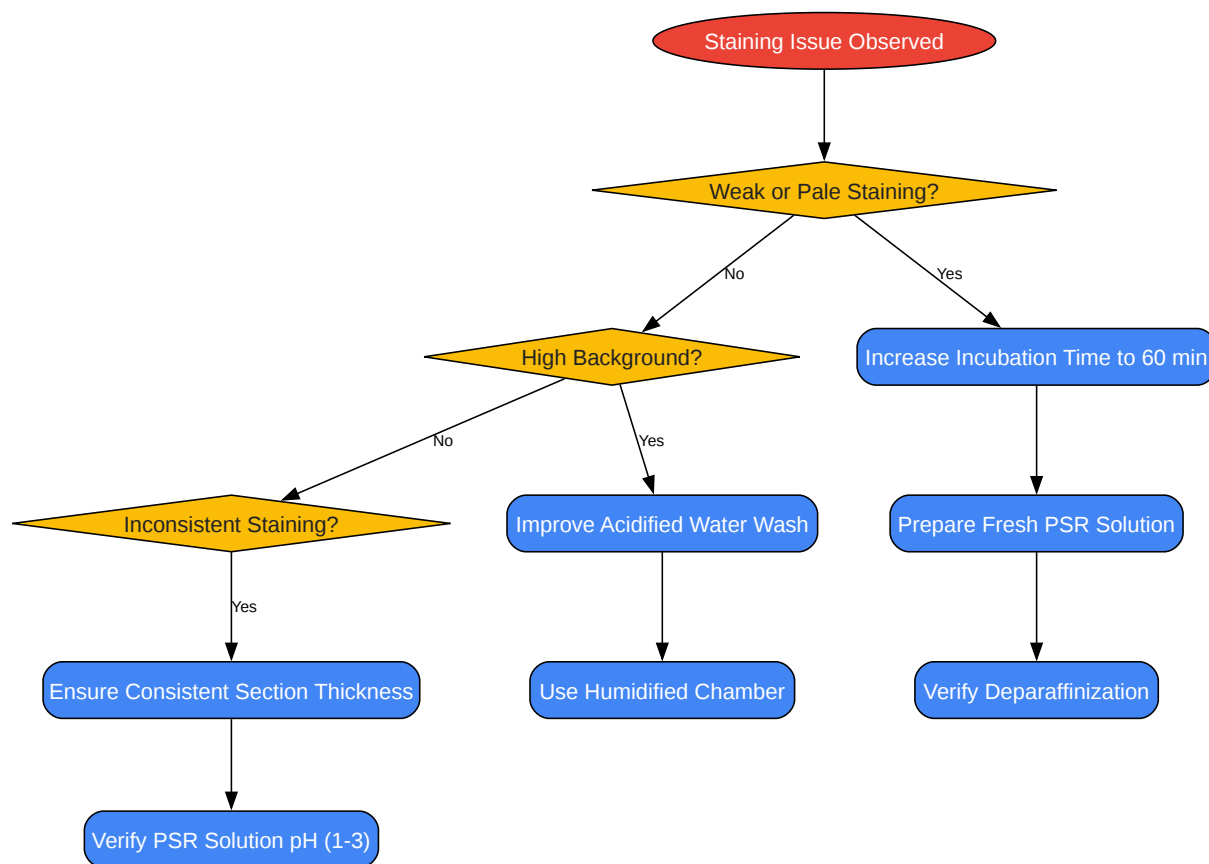 Staining Issue Observed
Weak or Pale Staining?
No
Yes
High Background?
Increase Incubation Time to 60 min
No
Yes
Inconsistent Staining?
Improve Acidified Water Wash
Prepare Fresh PSR Solution
Yes
Ensure Consistent Section Thickness
Use Humidified Chamber
Verify Deparaffinization
Verify PSR Solution pH (1-3)